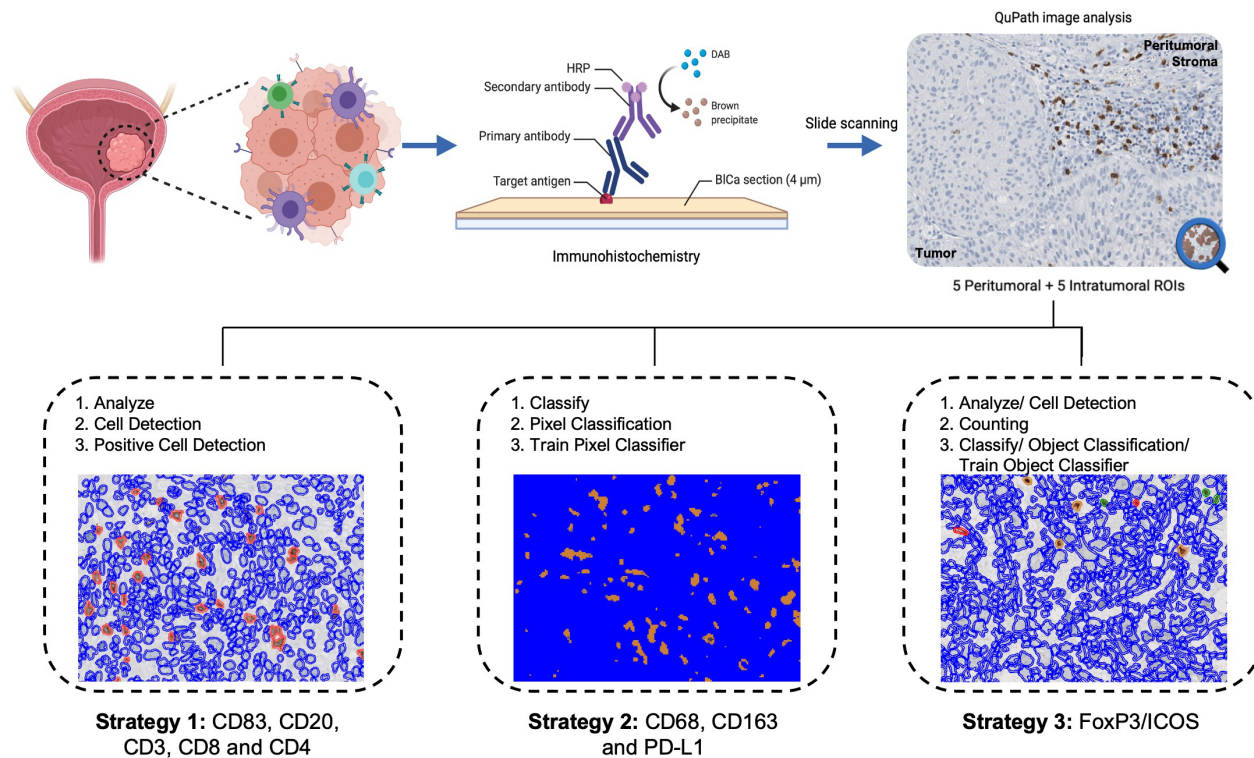 QuPath image analysis
Peritumoral
Stroma
HRP
Secondary antibody
DAB
Brown
precipitate
Primary antibody
Slide scanning
Target antigen
BlCa section (4 μm)
Immunohistochemistry
Tumor
5 Peritumoral + 5 Intratumoral ROIs
1. Analyze
2. Cell Detection
3. Positive Cell Detection
Strategy 1: CD83, CD20,
CD3, CD8 and CD4
1. Classify
2. Pixel Classification
3. Train Pixel Classifier
Strategy 2: CD68, CD163
and PD-L1
1. Analyze/ Cell Detection
2. Counting
3. Classify/ Object Classification/
Train Object Classifier
Strategy 3: FoxP3/ICOS